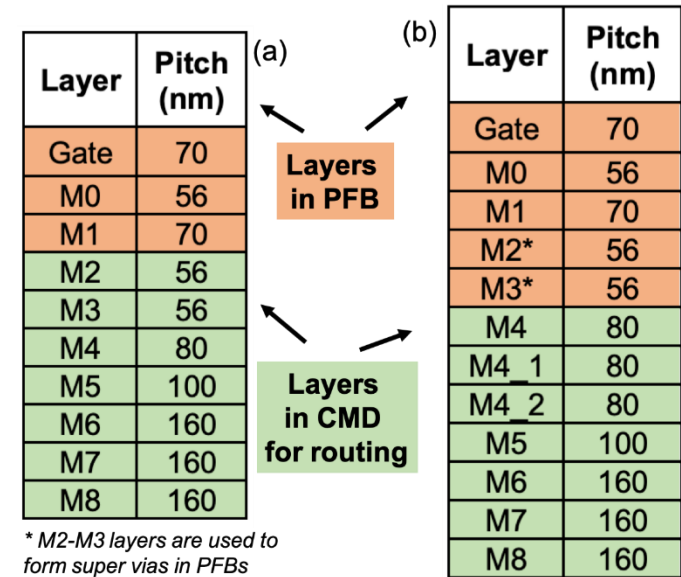 (a)
Layer Pitch (nm)
Gate 70
M0 56
M1 70
M2 56
M3 56
M4 80
M5 100
M6 160
M7 160
M8 160
* M2-M3 layers are used to
form super vias in PFBs
Layers
in PFB
Layers
in CMD
for routing
(b)
Layer Pitch (nm)
Gate 70
M0 56
M1 70
M2* 56
M3* 56
M4 80
M4_1 80
M4_2 80
M5 100
M6 160
M7 160
M8 160